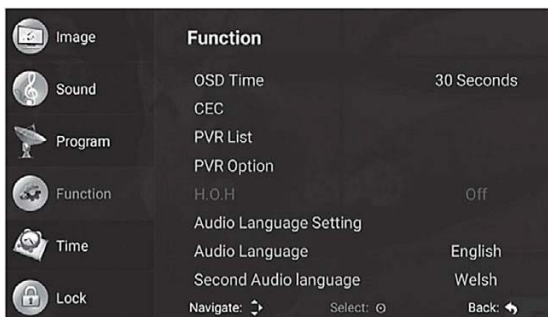 Image
Sound
Program
Function
Time
Lock
Function
OSD Time 30 Seconds
CEC
PVR List
PVR Option
H.O.H Off
Audio Language Setting
Audio Language English
Second Audio language Welsh
Navigate: Select: Back: